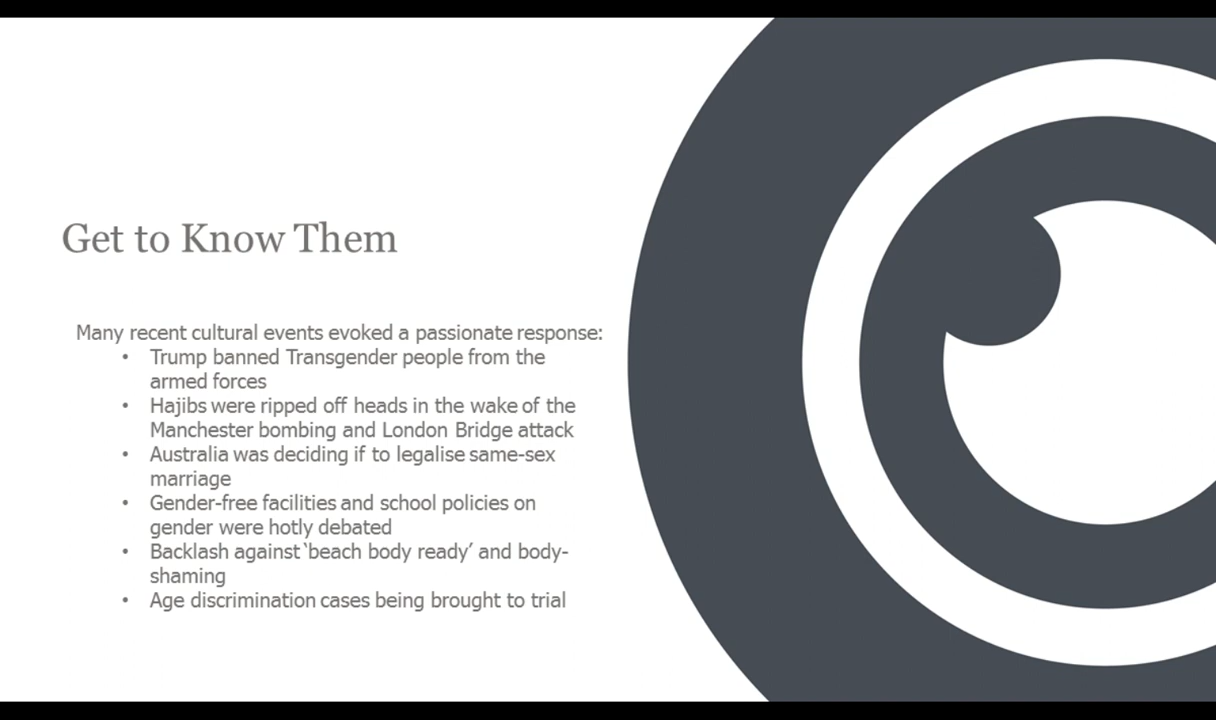 Get to Know Them
Many recent cultural events evoked a passionate response:
• Trump banned Transgender people from the
armed forces
• Hajibs were ripped off heads in the wake of the
Manchester bombing and London Bridge attack
• Australia was deciding if to legalise same-sex
marriage
• Gender-free facilities and school policies on
gender were hotly debated
• Backlash against ‘beach body ready’ and body-
shaming
• Age discrimination cases being brought to trial